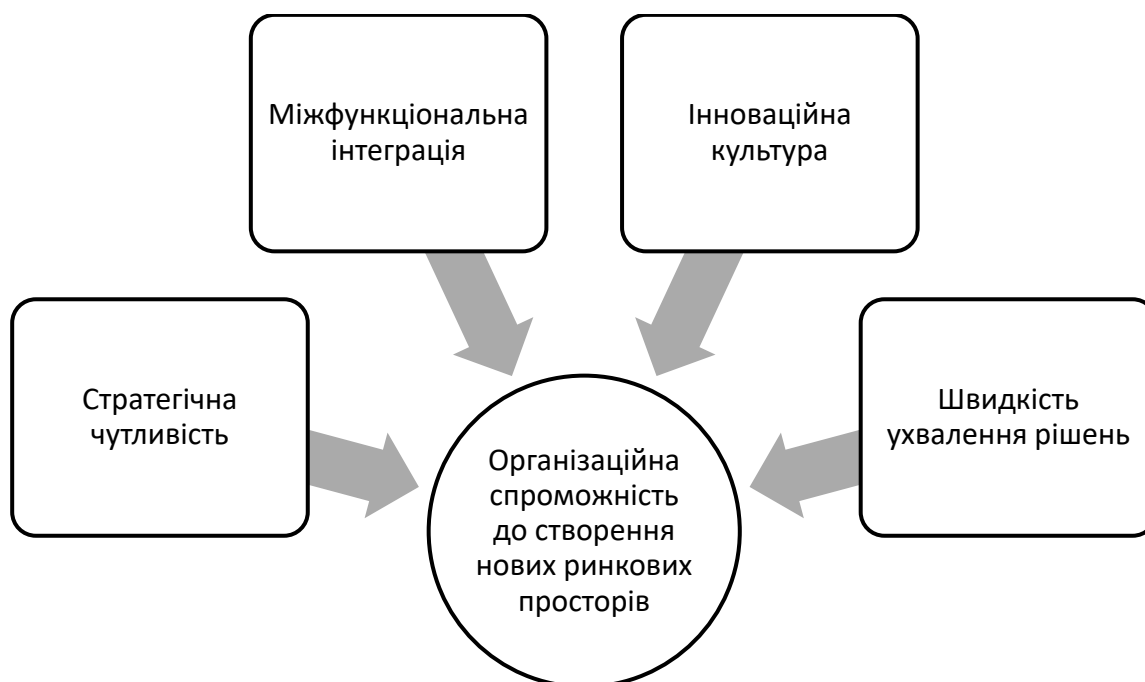 Міжфункціональна
інтеграція
Інноваційна
культура
Стратегічна
чутливість
Швидкість
ухвалення рішень
Організаційна
спроможність
до створення
нових ринкових
просторів